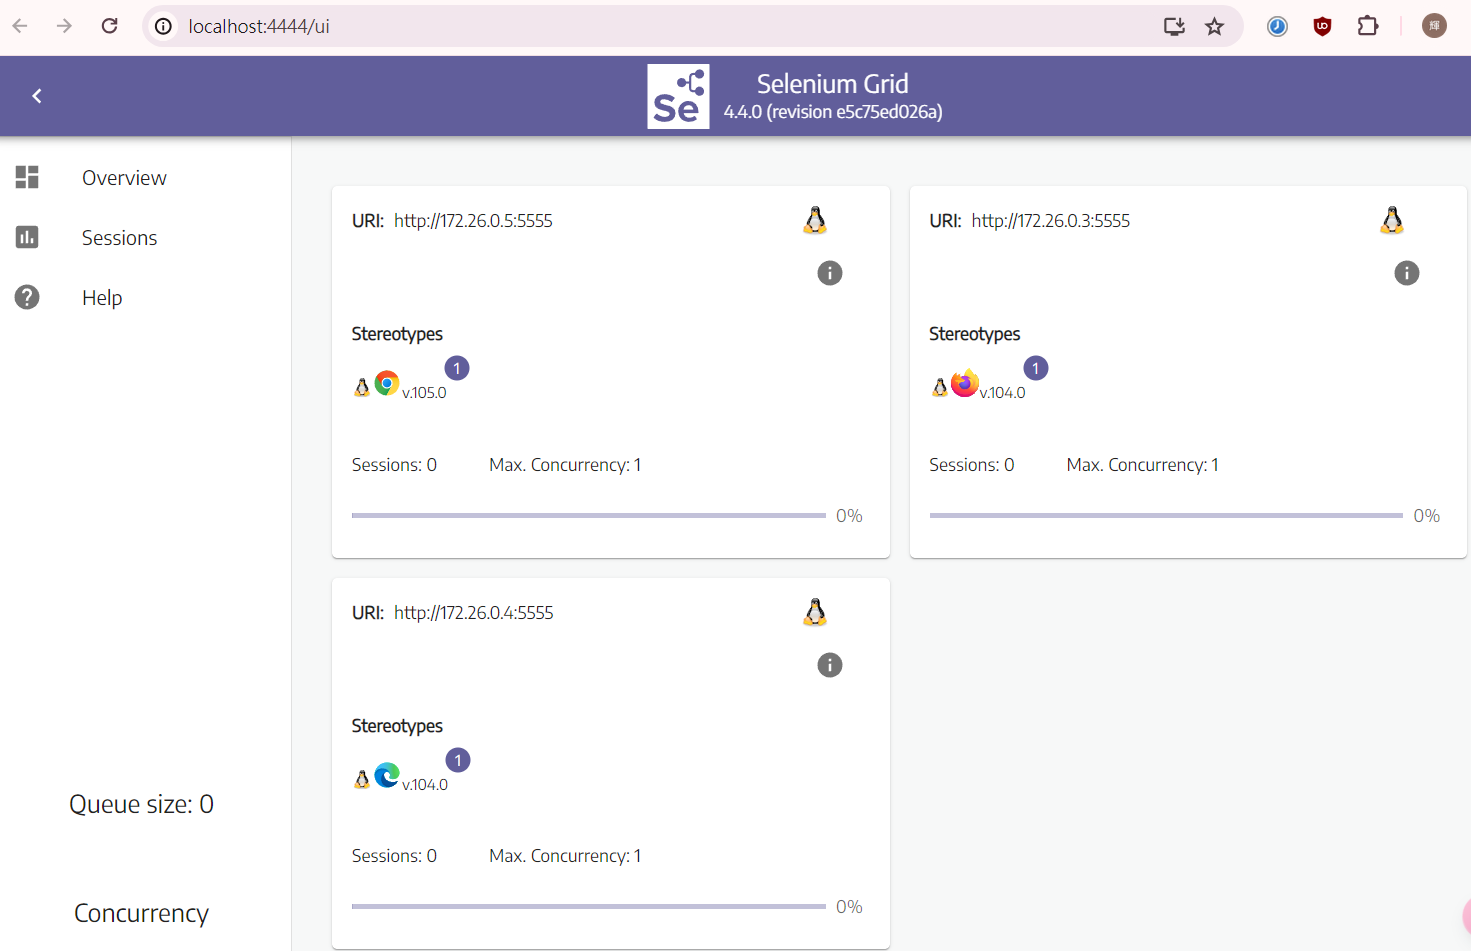 localhost:4444/ui
輝
Se
Selenium Grid
4.4.0 (revision e5c75ed026a)
Overview
Sessions
Help
Queue size: 0
Concurrency
URI: http://172.26.0.5:5555
Stereotypes
1
v.105.0
Sessions: 0 Max. Concurrency: 1
0%
URI: http://172.26.0.3:5555
Stereotypes
1
v.104.0
Sessions: 0 Max. Concurrency: 1
0%
URI: http://172.26.0.4:5555
Stereotypes
1
v.104.0
Sessions: 0 Max. Concurrency: 1
0%